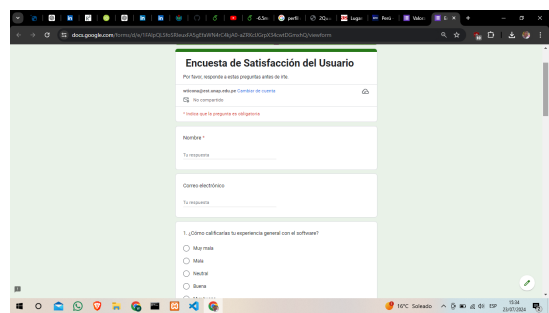 docs.google.com/forms/d/e/
Encuesta de Satisfacción del Usuario
Por favor, responde a estas preguntas antes de irte.
Cambiar de cuenta
No compartido
* Indica que la pregunta es obligatoria
Nombre *
Tu respuesta
Correo electrónico
Tu respuesta
1. ¿Cómo calificarías tu experiencia general con el software?
Muy mala
Mala
Neutral
Buena
16°C Soleado
ESP
15:34
23/07/2024